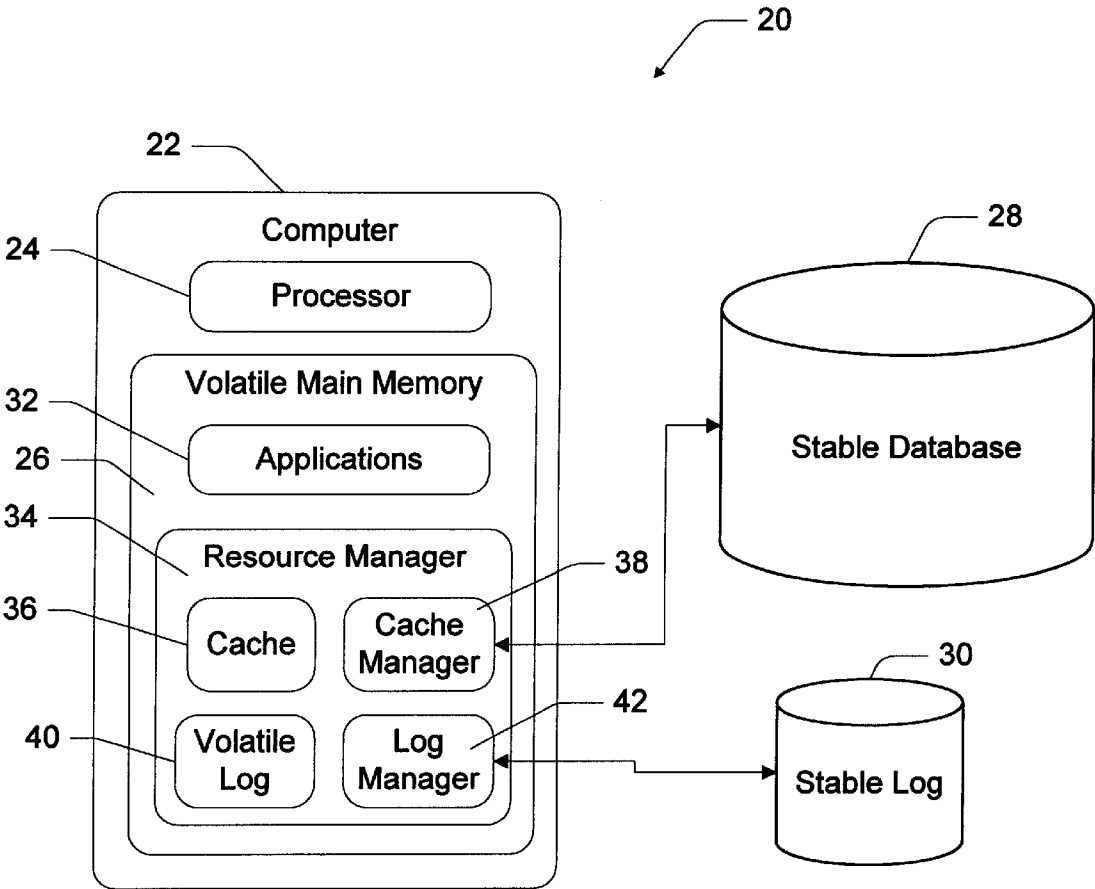 20
22
Computer
24
Processor
28
Volatile Main Memory
32
Applications
26
Stable Database
34
Resource Manager
38
36
Cache
Cache
Manager
30
42
40
Volatile
Log
Log
Manager
Stable Log